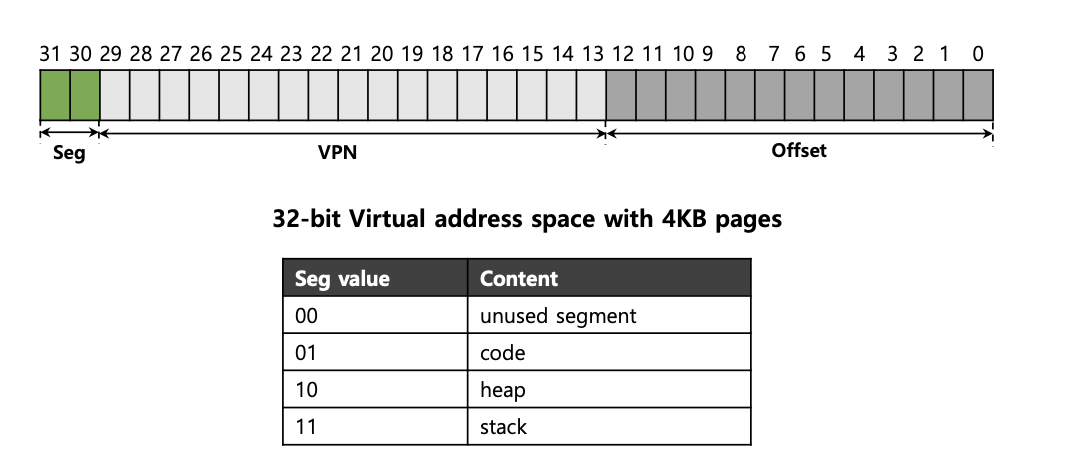 31 30 29 28 27 26 25 24 23 22 21 20 19 18 17 16 15 14 13 12 11 10 9 8 7 6 5 4 3 2 1 0
Seg VPN Offset
32-bit Virtual address space with 4KB pages
Seg value Content
00 unused segment
01 code
10 heap
11 stack